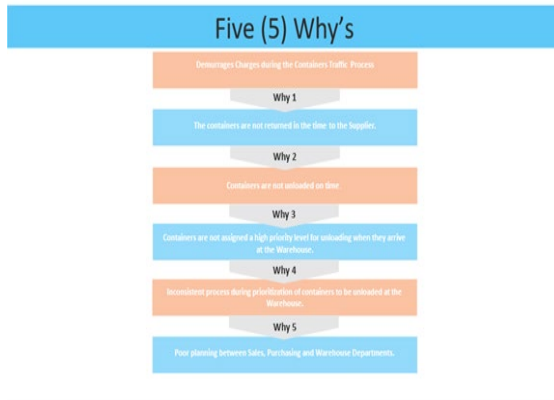 Five (5) Why's
Demurrages Charges during the Containers Traffic Process
Why 1
The containers are not returned in the time to the Supplier.
Why 2
Containers are not unloaded on time
Why 3
Containers are not assigned a high priority level for unloading when they arrive
at the Warehouse.
Why 4
Inconsistent process during prioritization of containers to be unloaded at the
Warehouse.
Why 5
Poor planning between Sales, Purchasing and Warehouse Departments.